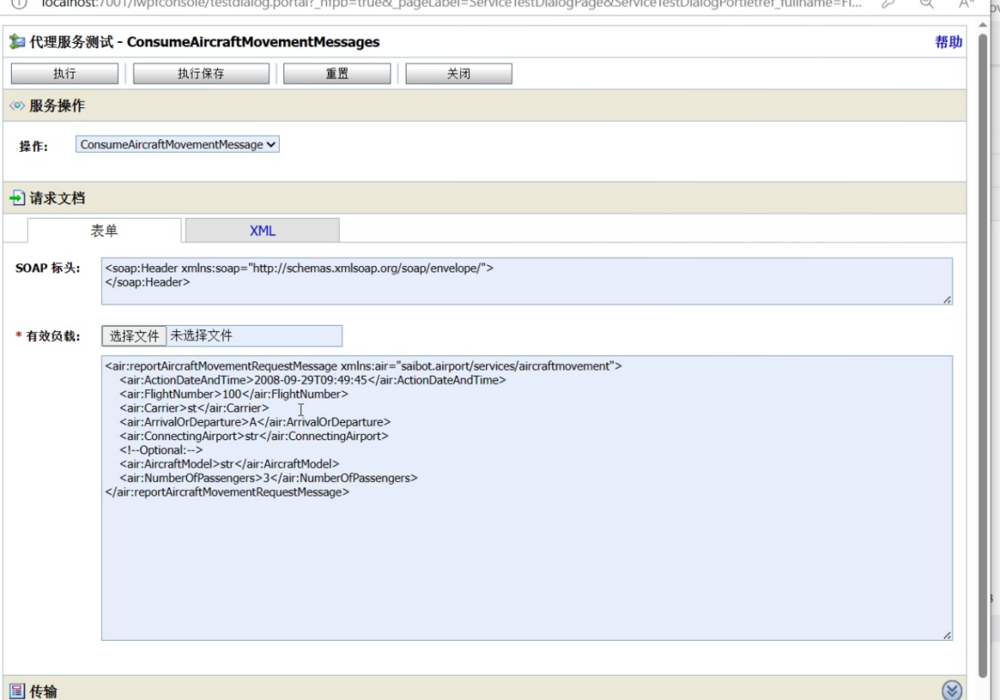 localhost:7001/lwpfconsole/testdialog.portal?_nfpb=true&_pageLabel=ServiceTestDialogPage&ServiceTestDialogPortletref_fullname=Fl...
代理服务测试 - ConsumeAircraftMovementMessages 帮助
执行 执行保存 重置 关闭
服务操作
操作: ConsumeAircraftMovementMessage
请求文档
表单 XML
SOAP 标头: <soap:Header xmlns:soap="http://schemas.xmlsoap.org/soap/envelope/">
</soap:Header>
* 有效负载: 选择文件 未选择文件
<air:reportAircraftMovementRequestMessage xmlns:air="saibot.airport/services/aircraftmovement">
<air:ActionDateAndTime>2008-09-29T09:49:45</air:ActionDateAndTime>
<air:FlightNumber>100</air:FlightNumber>
<air:Carrier>st</air:Carrier>
<air:ArrivalOrDeparture>A</air:ArrivalOrDeparture>
<air:ConnectingAirport>str</air:ConnectingAirport>
<!--Optional:-->
<air:AircraftModel>str</air:AircraftModel>
<air:NumberOfPassengers>3</air:NumberOfPassengers>
</air:reportAircraftMovementRequestMessage>
传输